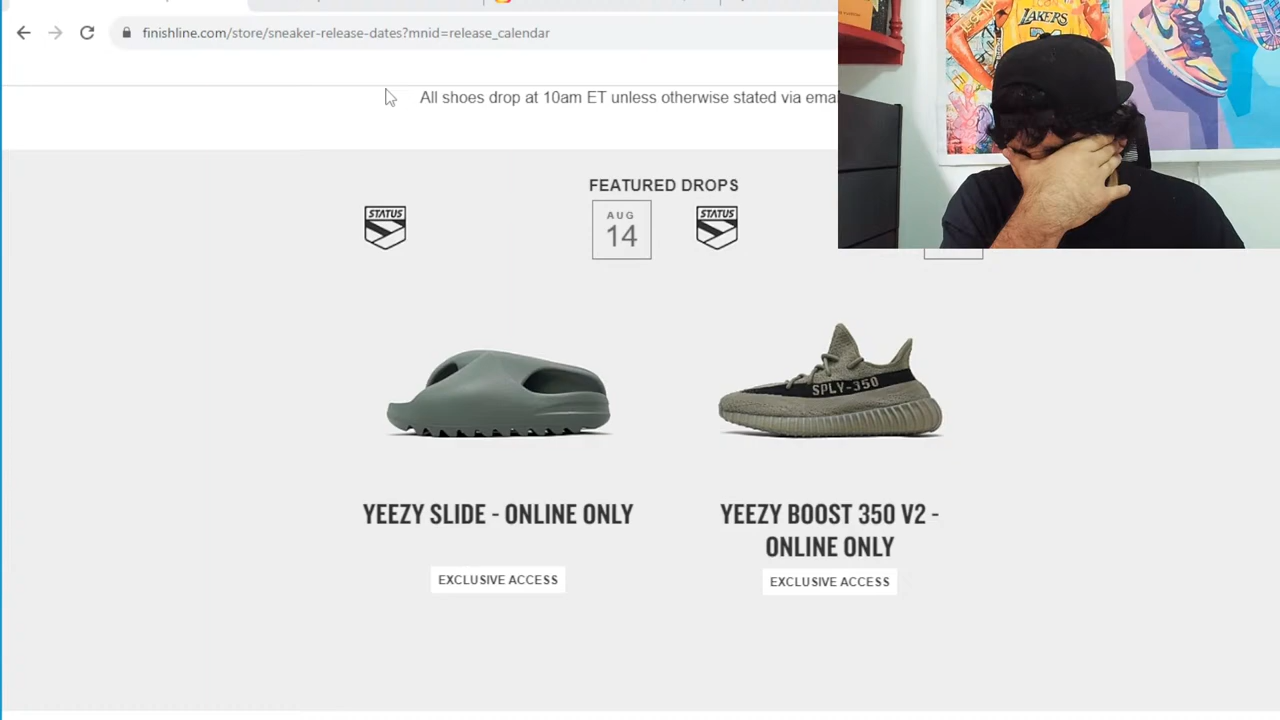 finishline.com/store/sneaker-release-dates?mnid=release_calendar
All shoes drop at 10am ET unless otherwise stated via ema
LAKERS
FEATURED DROPS
STATUS
AUG
14
STATUS
SPLY-350
YEEZY SLIDE - ONLINE ONLY
YEEZY BOOST 350 V2 -
ONLINE ONLY
EXCLUSIVE ACCESS
EXCLUSIVE ACCESS